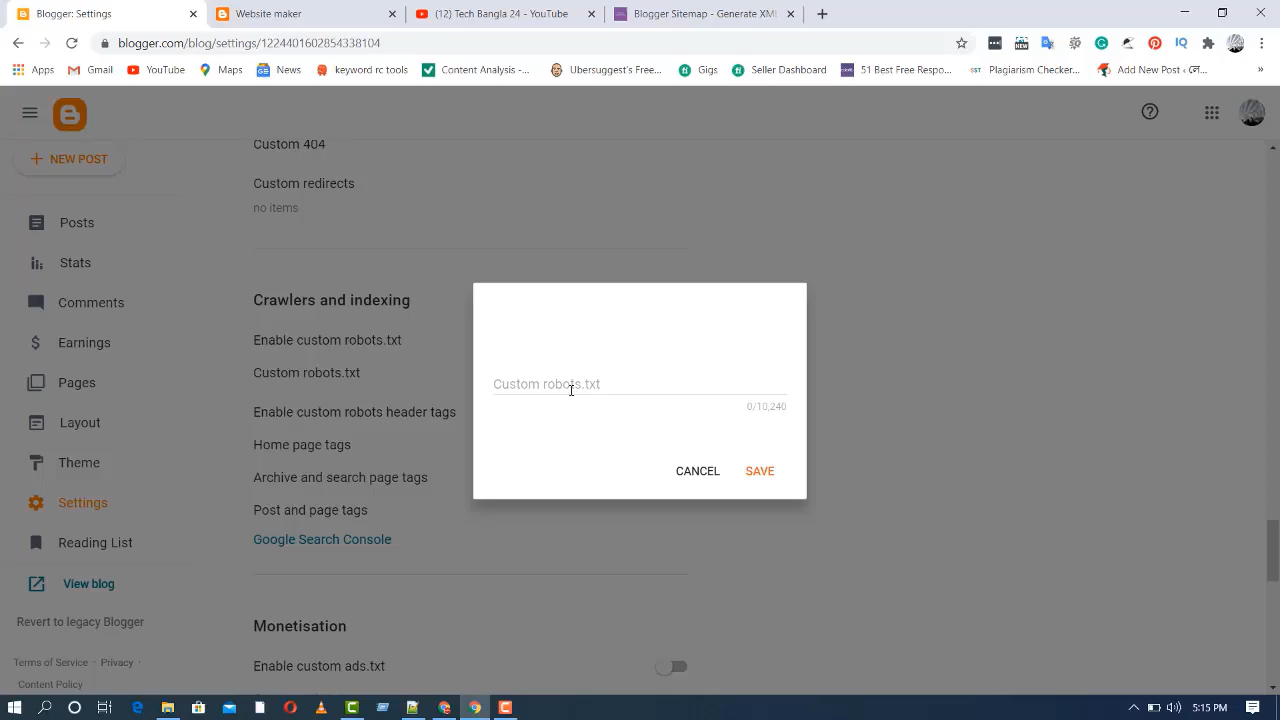 Blogger: Settings
Website maker
(12) Tech Bangla 24 - YouTube
Blogger Sitemap - Generate XML
blogger.com/blog/settings/1224401602854338104
NEW
IQ
Apps
Gmail
YouTube
Maps
News
keyword rc tools
Content Analysis -...
Ubersuggest's Free...
Gigs
Seller Dashboard
51 Best Free Respo...
Plagiarism Checker...
»
NEW POST
Posts
Stats
Comments
Earnings
Pages
Layout
Theme
Settings
Reading List
View blog
Revert to legacy Blogger
Terms of Service · Privacy ·
Content Policy
Custom 404
Custom redirects
no items
Crawlers and indexing
Enable custom robots.txt
Custom robots.txt
Enable custom robots header tags
Home page tags
Archive and search page tags
Post and page tags
Google Search Console
Monetisation
Enable custom ads.txt
Custom robots.txt
0/10,240
CANCEL
SAVE
5:15 PM